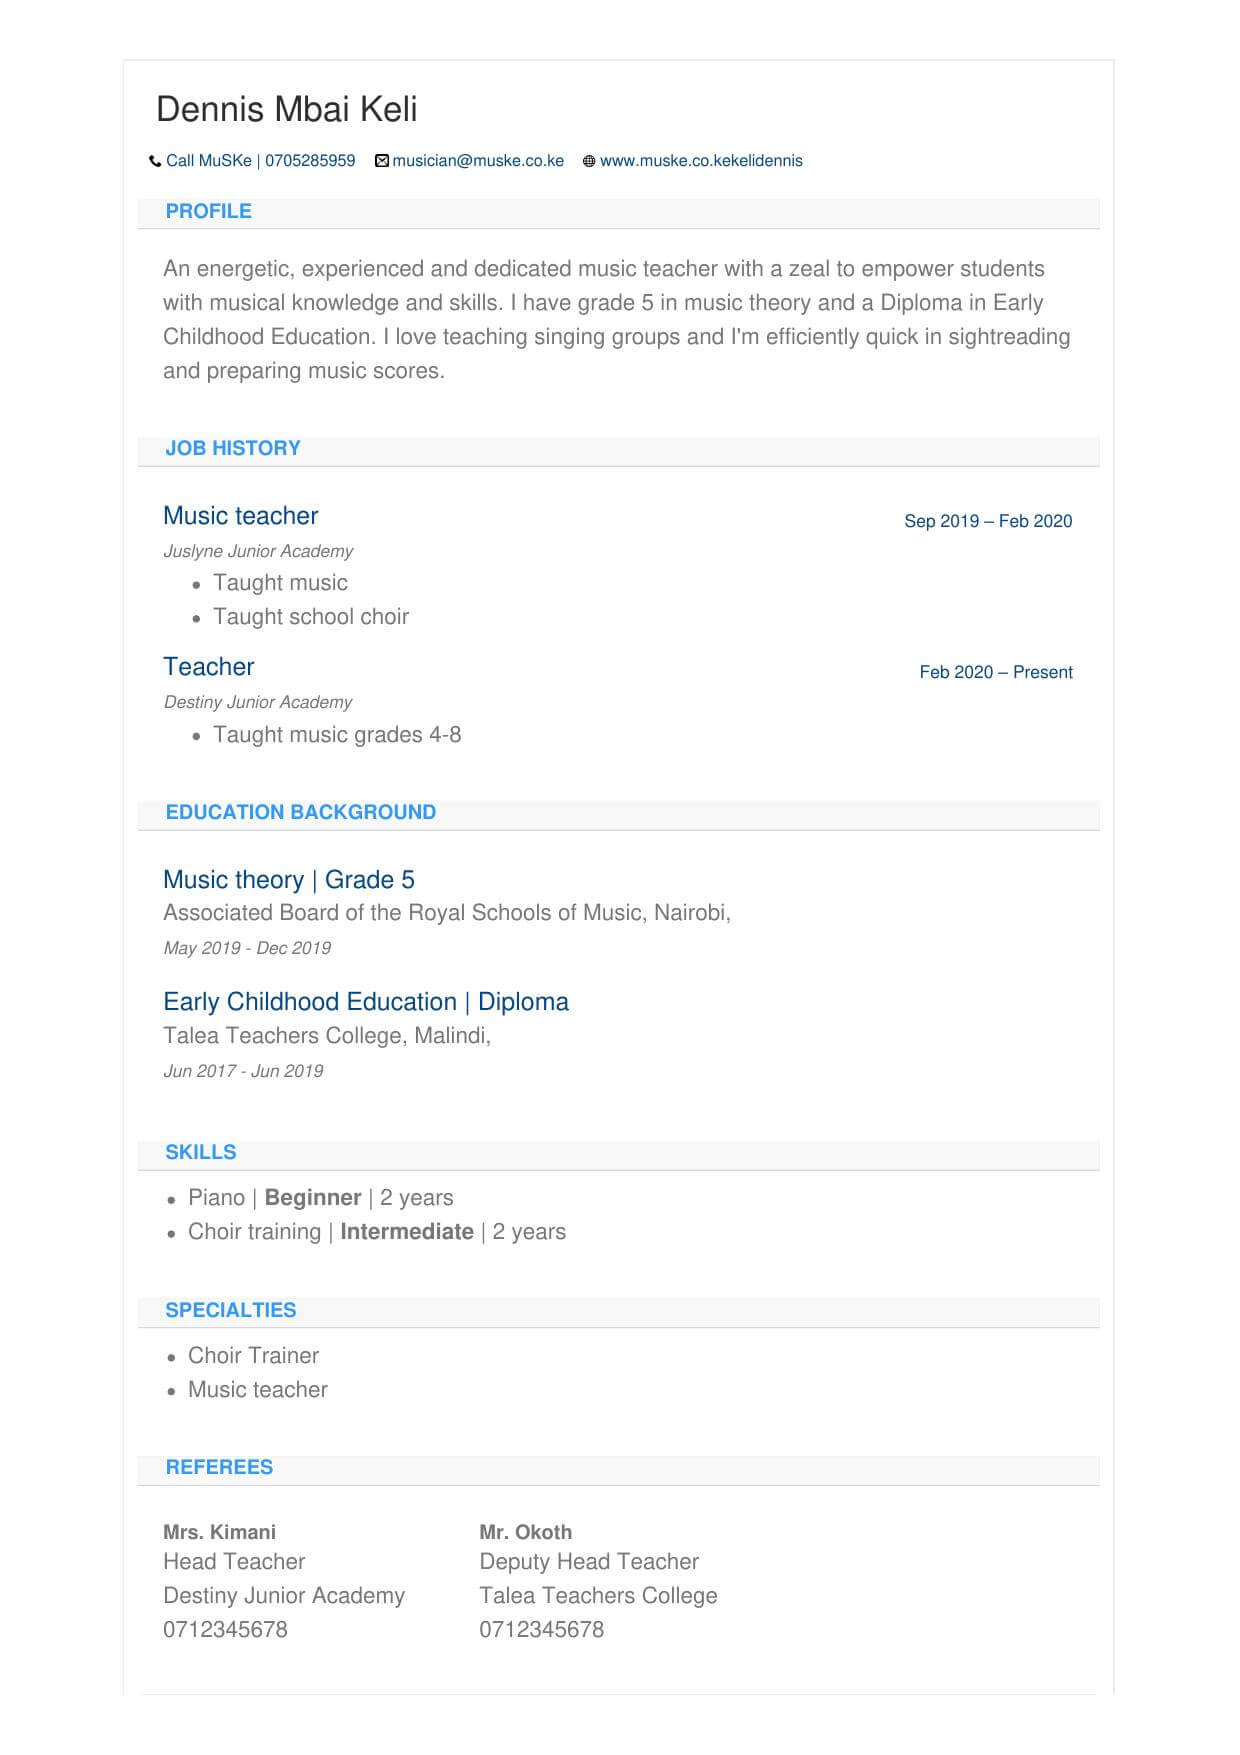 Dennis Mbai Keli
Call MuSKe | 0705285959 musician@muske.co.ke www.muske.co.kekelidennis
PROFILE
An energetic, experienced and dedicated music teacher with a zeal to empower students
with musical knowledge and skills. I have grade 5 in music theory and a Diploma in Early
Childhood Education. I love teaching singing groups and I'm efficiently quick in sightreading
and preparing music scores.
JOB HISTORY
Music teacher Sep 2019 – Feb 2020
Juslyne Junior Academy
• Taught music
• Taught school choir
Teacher Feb 2020 – Present
Destiny Junior Academy
• Taught music grades 4-8
EDUCATION BACKGROUND
Music theory | Grade 5
Associated Board of the Royal Schools of Music, Nairobi,
May 2019 - Dec 2019
Early Childhood Education | Diploma
Talea Teachers College, Malindi,
Jun 2017 - Jun 2019
SKILLS
• Piano | Beginner | 2 years
• Choir training | Intermediate | 2 years
SPECIALTIES
• Choir Trainer
• Music teacher
REFEREES
Mrs. Kimani
Head Teacher
Destiny Junior Academy
0712345678
Mr. Okoth
Deputy Head Teacher
Talea Teachers College
0712345678